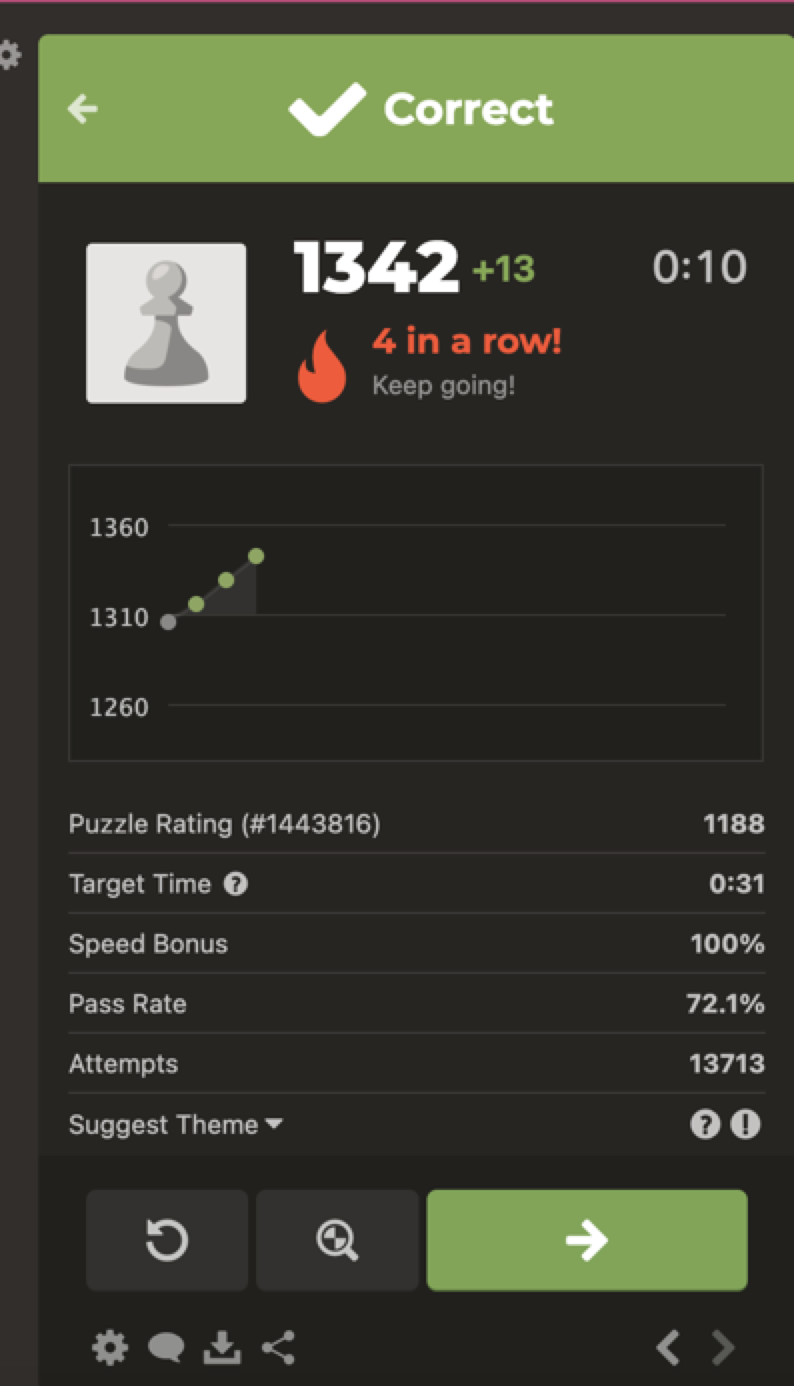 Correct
1342 +13 0:10
4 in a row!
Keep going!
1360
1310
1260
Puzzle Rating (#1443816) 1188
Target Time ? 0:31
Speed Bonus 100%
Pass Rate 72.1%
Attempts 13713
Suggest Theme ? !